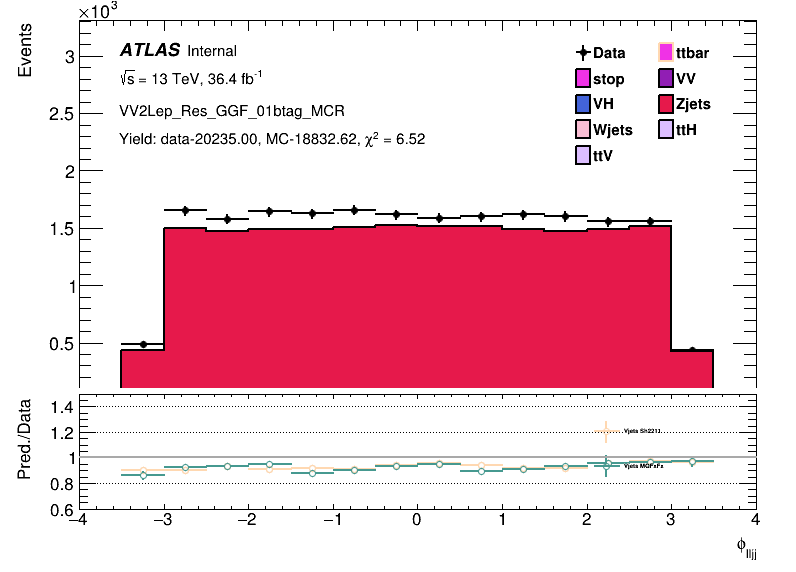 ×10³
Events
ATLAS Internal
√s = 13 TeV, 36.4 fb⁻¹
VV2Lep_Res_GGF_01btag_MCR
Yield: data-20235.00, MC-18832.62, χ² = 6.52
Data ttbar
stop VV
VH Zjets
Wjets ttH
ttV
3
2.5
2
1.5
1
0.5
Pred./Data
1.4
1.2
1
0.8
0.6
Vjets Sh2211
Vjets MGFxFx
−4 −3 −2 −1 0 1 2 3 4
ϕ_lljj